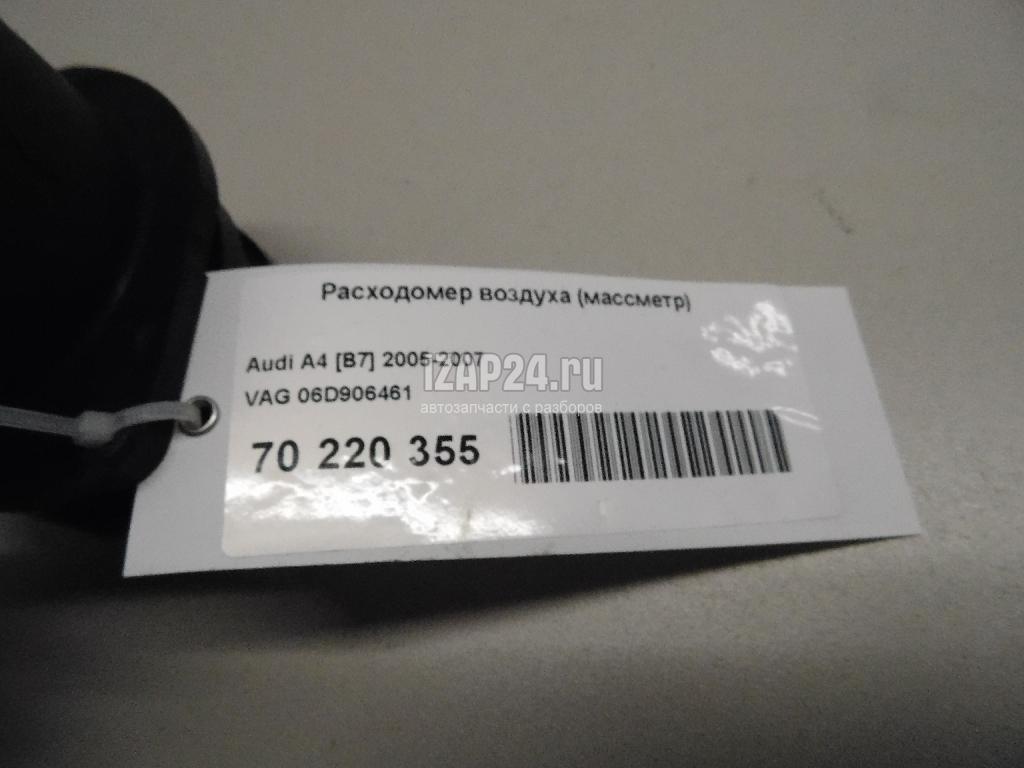 Расходомер воздуха (массметр)
Audi A4 [B7] 2005-2007
IZAP24.ru
VAG 06D906461
автозапчасти с разборов
70 220 355